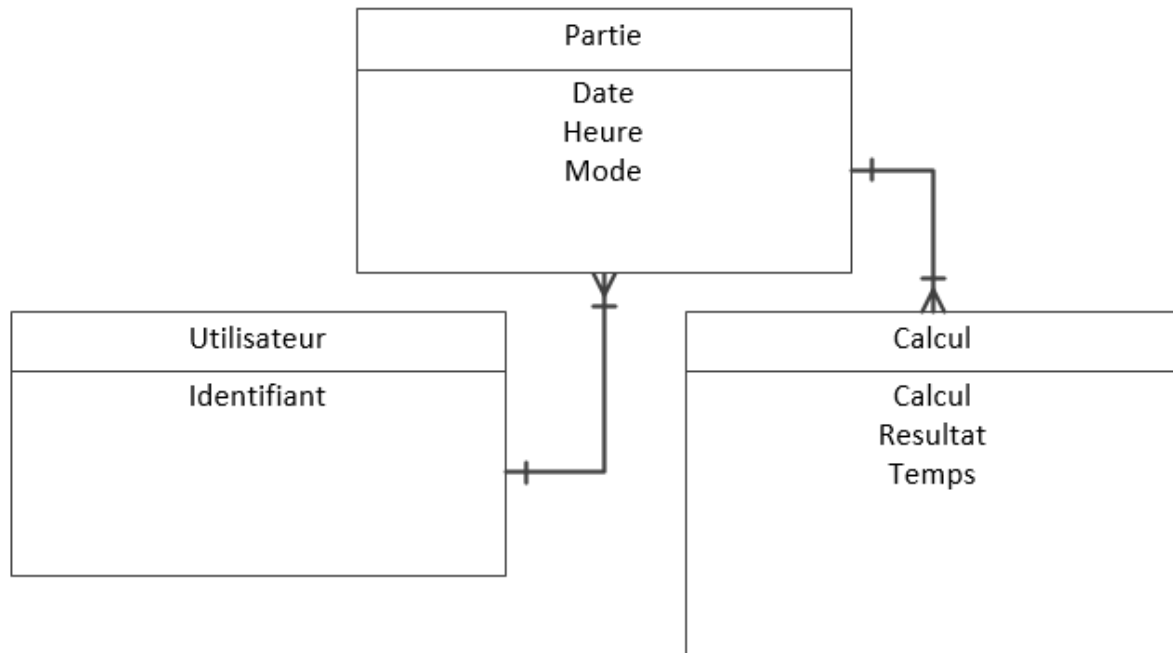 Partie
Date
Heure
Mode
Utilisateur
Identifiant
Calcul
Calcul
Resultat
Temps